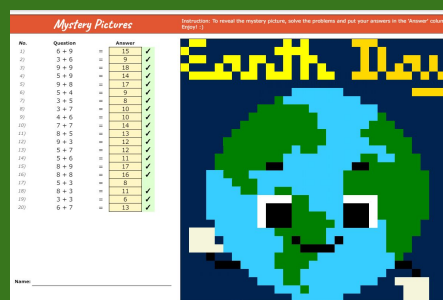 Mystery Pictures
Instruction: To reveal the mystery picture, solve the problems and put your answers in the 'Answer' colum
Enjoy! :)
No. Question Answer
1) 6 + 9 = 15 ✓
2) 3 + 6 = 9 ✓
3) 9 + 9 = 18 ✓
4) 5 + 9 = 14 ✓
5) 9 + 8 = 17 ✓
6) 5 + 4 = 9 ✓
7) 3 + 5 = 8 ✓
8) 3 + 7 = 10 ✓
9) 4 + 6 = 10 ✓
10) 7 + 7 = 14 ✓
11) 8 + 5 = 13 ✓
12) 9 + 3 = 12 ✓
13) 5 + 7 = 12 ✓
14) 5 + 6 = 11 ✓
15) 8 + 9 = 17 ✓
16) 8 + 8 = 16 ✓
17) 5 + 3 = 8
18) 8 + 3 = 11 ✓
19) 3 + 3 = 6 ✓
20) 6 + 7 = 13 ✓
Name: